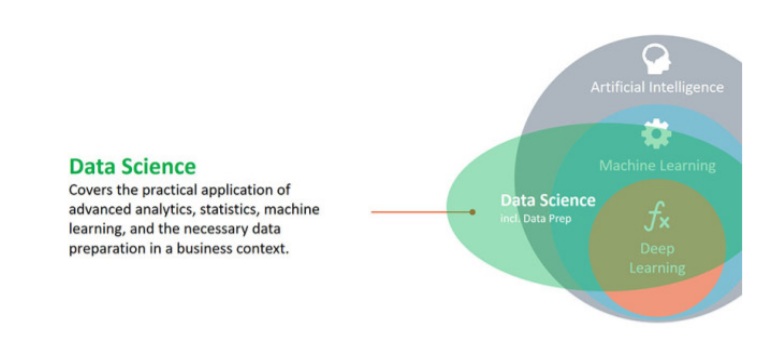 Data Science
Covers the practical application of
advanced analytics, statistics, machine
learning, and the necessary data
preparation in a business context.
Artificial Intelligence
Machine Learning
Data Science
incl. Data Prep
fx
Deep
Learning